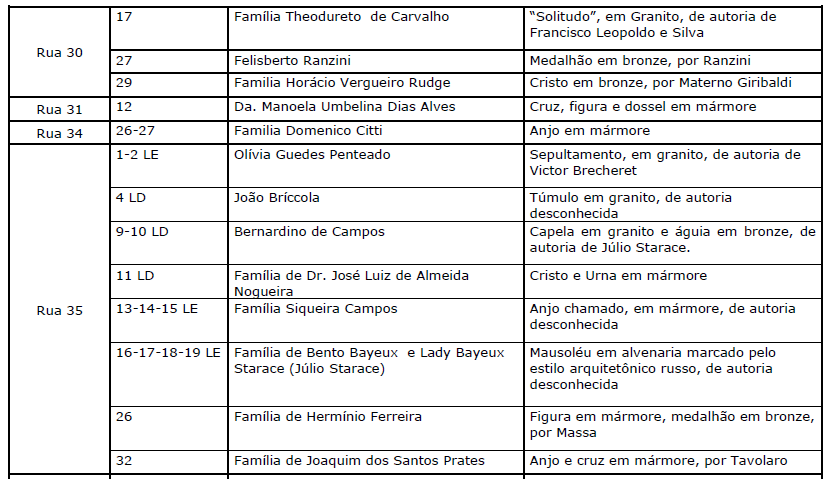 Rua 30
17
Família Theodureto de Carvalho
“Solitudo”, em Granito, de autoria de
Francisco Leopoldo e Silva
27
Felisberto Ranzini
Medalhão em bronze, por Ranzini
29
Familia Horácio Vergueiro Rudge
Cristo em bronze, por Materno Giribaldi
Rua 31
12
Da. Manoela Umbelina Dias Alves
Cruz, figura e dossel em mármore
Rua 34
26-27
Familia Domenico Citti
Anjo em mármore
Rua 35
1-2 LE
Olívia Guedes Penteado
Sepultamento, em granito, de autoria de
Victor Brecheret
4 LD
João Bríccola
Túmulo em granito, de autoria
desconhecida
9-10 LD
Bernardino de Campos
Capela em granito e águia em bronze, de
autoria de Júlio Starace.
11 LD
Família de Dr. José Luiz de Almeida
Nogueira
Cristo e Urna em mármore
13-14-15 LE
Família Siqueira Campos
Anjo chamado, em mármore, de autoria
desconhecida
16-17-18-19 LE
Família de Bento Bayeux e Lady Bayeux
Starace (Júlio Starace)
Mausoléu em alvenaria marcado pelo
estilo arquitetônico russo, de autoria
desconhecida
26
Família de Hermínio Ferreira
Figura em mármore, medalhão em bronze,
por Massa
32
Família de Joaquim dos Santos Prates
Anjo e cruz em mármore, por Tavolaro